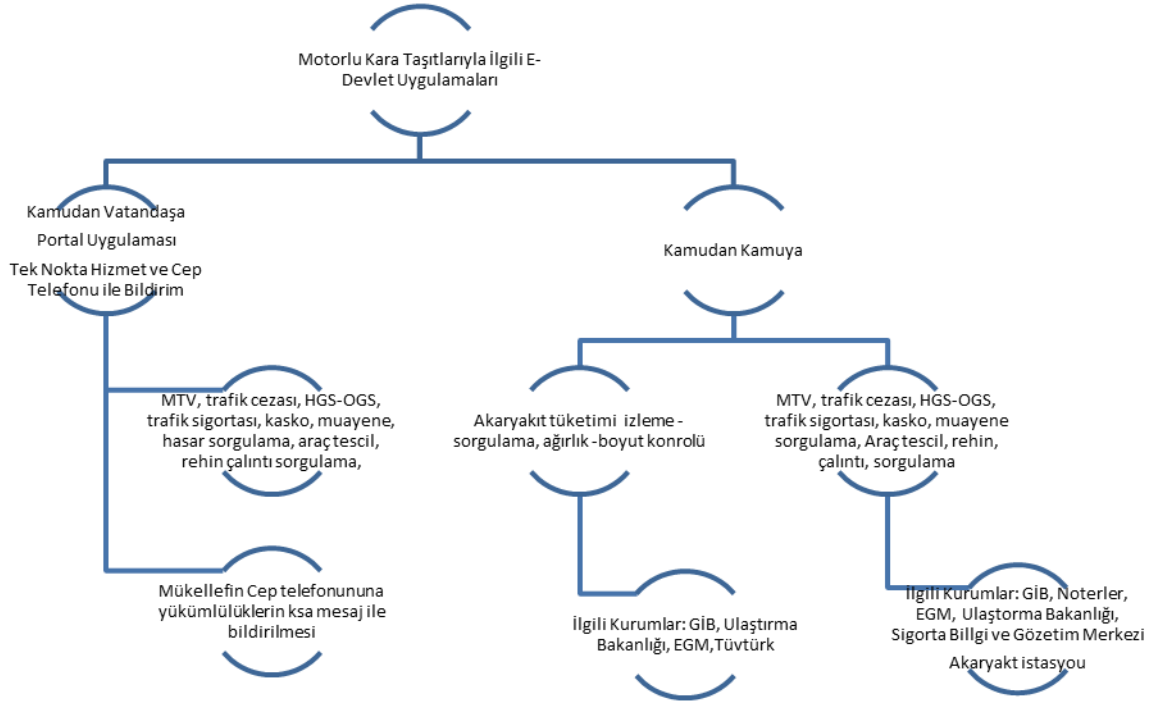 Motorlu Kara Taşıtlarıyla İlgili E-
Devlet Uygulamaları
Kamudan Vatandaşa
Portal Uygulaması
Tek Nokta Hizmet ve Cep
Telefonu ile Bildirim
Kamudan Kamuya
MTV, trafik cezası, HGS-OGS,
trafik sigortası, kasko, muayene,
hasar sorgulama, araç tescil,
rehin çalıntı sorgulama,
Mükellefin Cep telefonununa
yükümlülüklerin ksa mesaj ile
bildirilmesi
Akaryakıt tüketimi izleme -
sorgulama, ağırlık -boyut konrolü
İlgili Kurumlar: GİB, Ulaştırma
Bakanlığı, EGM,Tüvtürk
MTV, trafik cezası, HGS-OGS,
trafik sigortası, kasko, muayene
sorgulama, Araç tescil, rehin,
çalıntı, sorgulama
İlgili Kurumlar: GİB, Noterler,
EGM, Ulaştorma Bakanlığı,
Sigorta Billgi ve Gözetim Merkezi
Akaryakt istasyou